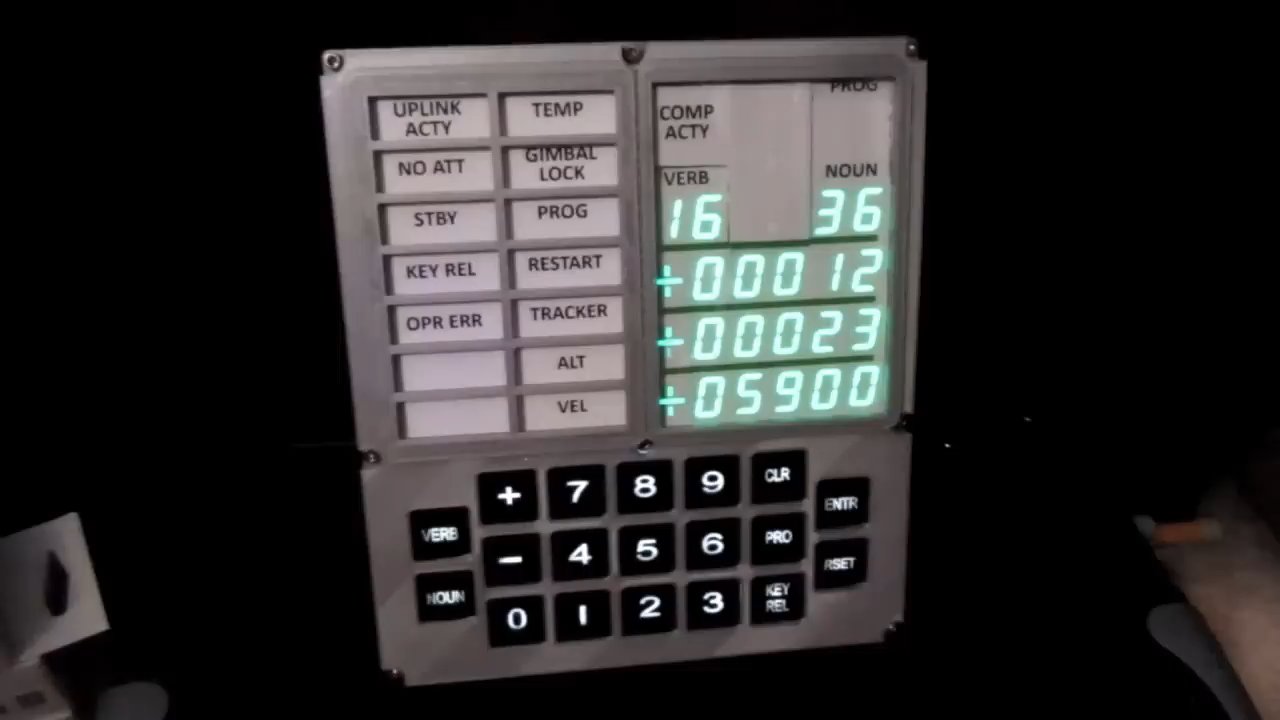 UPLINK
ACTY
TEMP
NO ATT
GIMBAL
LOCK
STBY
PROG
KEY REL
RESTART
OPR ERR
TRACKER
ALT
VEL
PROG
COMP
ACTY
VERB
NOUN
16
36
+00012
+00023
+05900
VERB
NOUN
+ 7 8 9 CLR
- 4 5 6 PRO
0 1 2 3 KEY
REL
ENTR
RSET